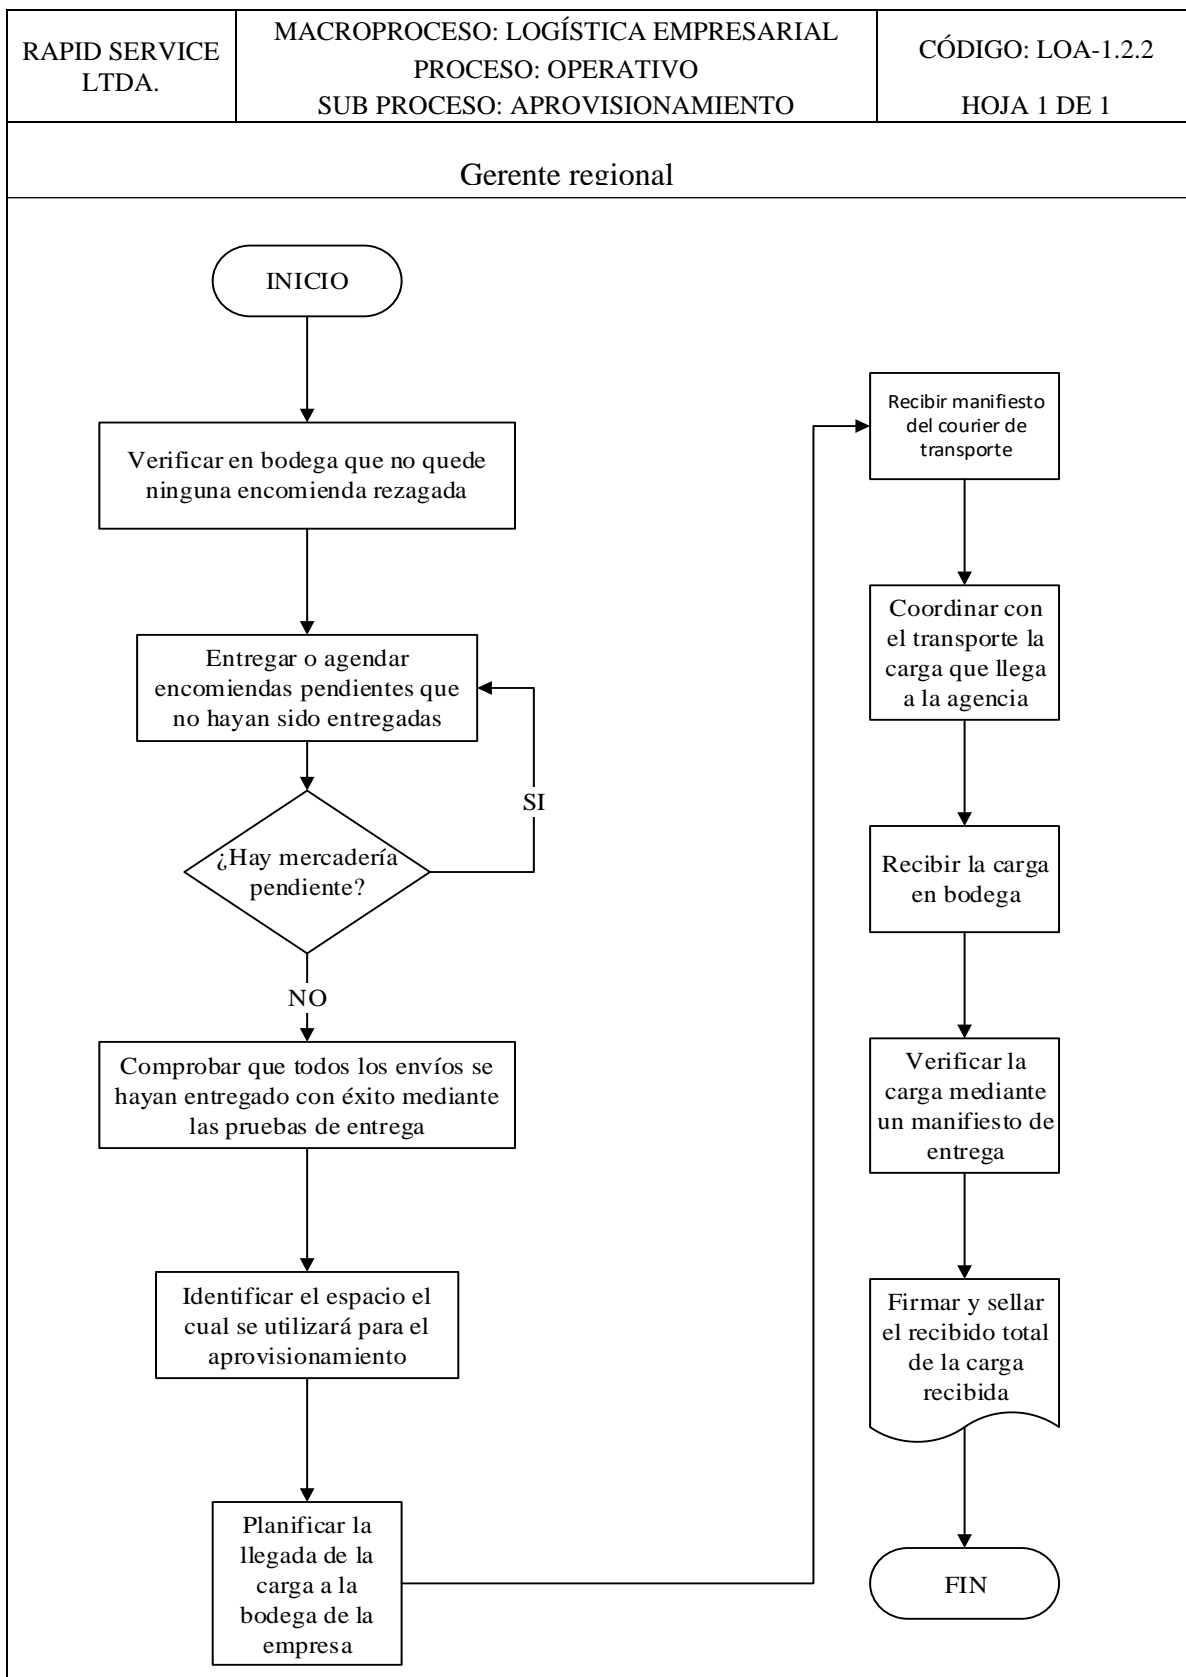 RAPID SERVICE
LTDA.
MACROPROCESO: LOGÍSTICA EMPRESARIAL
PROCESO: OPERATIVO
SUB PROCESO: APROVISIONAMIENTO
CÓDIGO: LOA-1.2.2
HOJA 1 DE 1
Gerente regional
INICIO
Verificar en bodega que no quede
ninguna encomienda rezagada
Entregar o agendar
encomiendas pendientes que
no hayan sido entregadas
SI
¿Hay mercadería
pendiente?
NO
Comprobar que todos los envíos se
hayan entregado con éxito mediante
las pruebas de entrega
Identificar el espacio el
cual se utilizará para el
aprovisionamiento
Planificar la
llegada de la
carga a la
bodega de la
empresa
Recibir manifiesto
del courier de
transporte
Coordinar con
el transporte la
carga que llega
a la agencia
Recibir la carga
en bodega
Verificar la
carga mediante
un manifiesto de
entrega
Firmar y sellar
el recibido total
de la carga
recibida
FIN